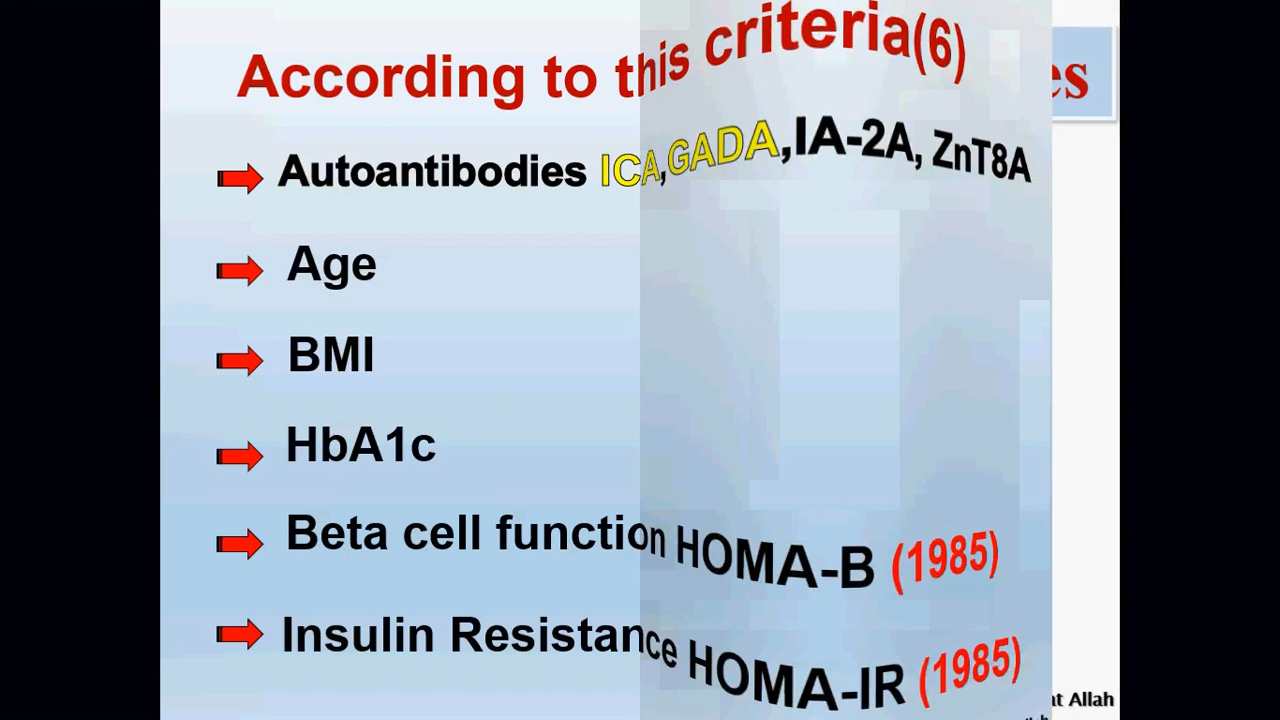 According to this criteria(6)
Autoantibodies ICA,GADA,IA-2A, ZnT8A
Age
BMI
HbA1c
Beta cell function HOMA-B (1985)
Insulin Resistance HOMA-IR (1985)
Allah